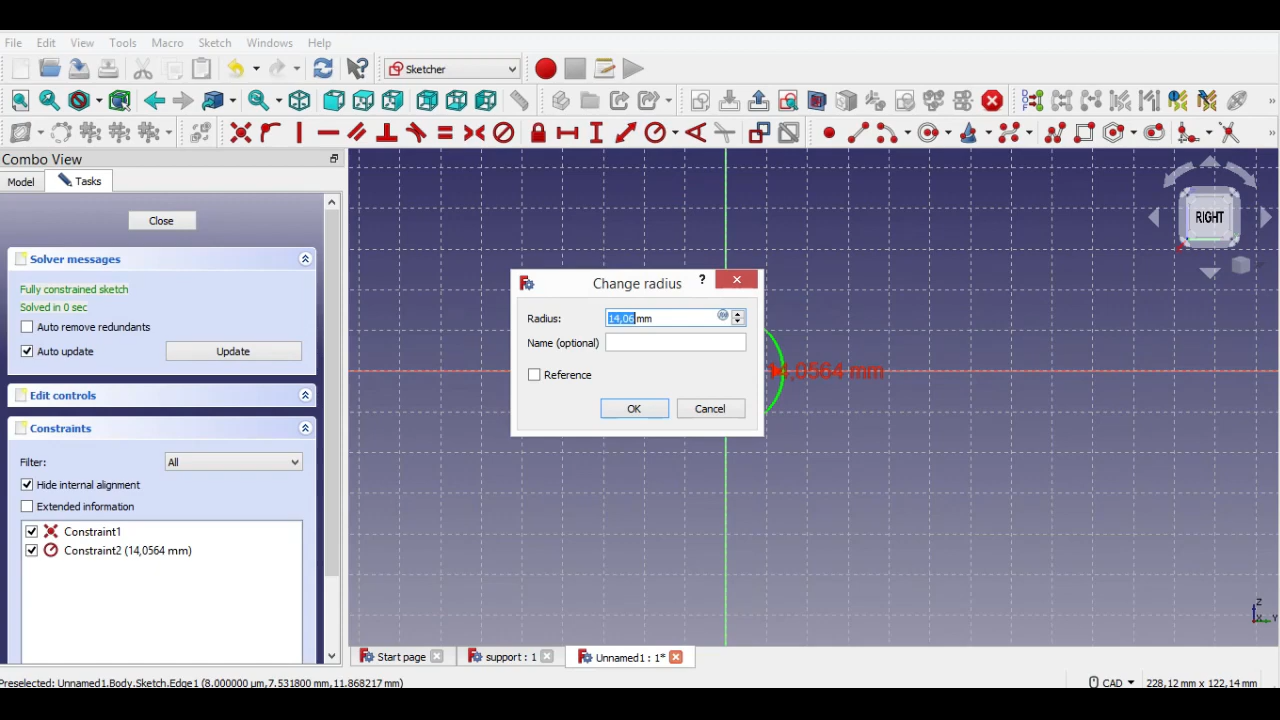 File Edit View Tools Macro Sketch Windows Help
Sketcher
Combo View
Model Tasks
Close
Solver messages
Fully constrained sketch
Solved in 0 sec
Auto remove redundants
Auto update Update
Edit controls
Constraints
Filter: All
Hide internal alignment
Extended information
Constraint1
Constraint2 (14,0564 mm)
RIGHT
Change radius ?
Radius: 14,06 mm
Name (optional)
Reference
OK Cancel
14,0564 mm
Z
X Y
Start page support : 1 Unnamed1 : 1*
Preselected: Unnamed1.Body.Sketch.Edge1 (8.000000 µm,7.531800 mm,11.868217 mm) CAD 228,12 mm x 122,14 mm